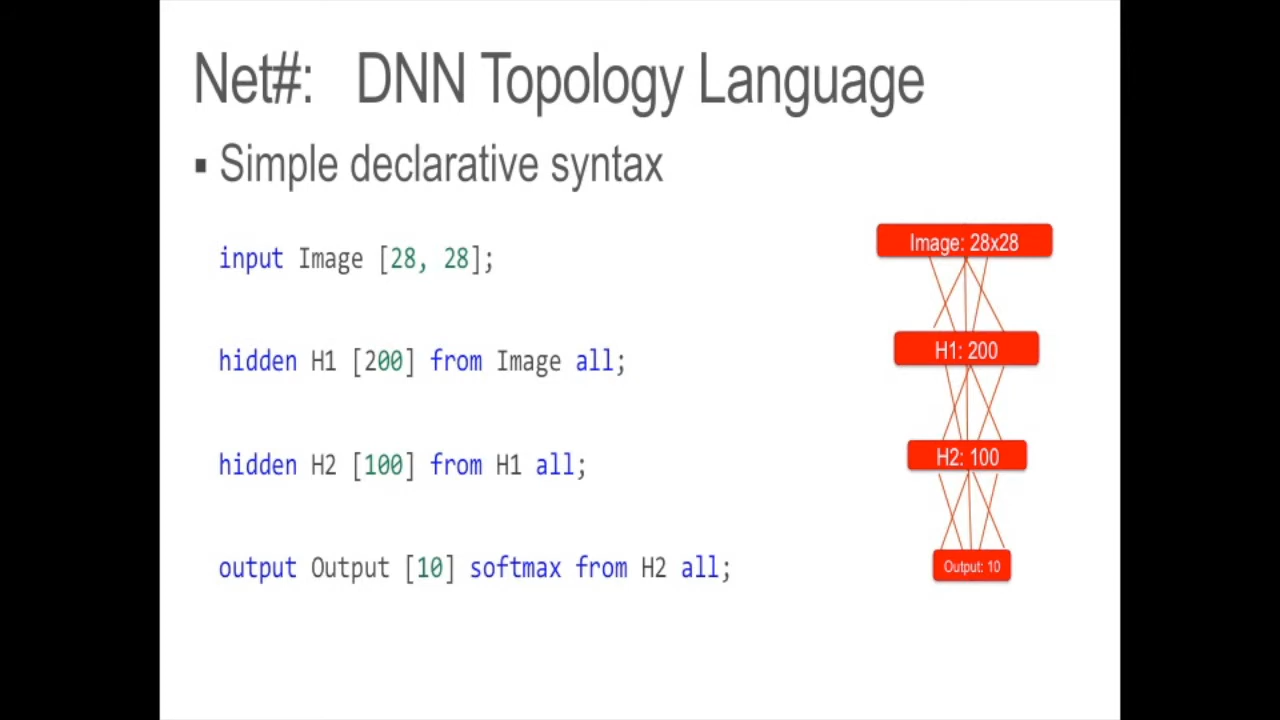 Net#: DNN Topology Language
▪ Simple declarative syntax
input Image [28, 28];
hidden H1 [200] from Image all;
hidden H2 [100] from H1 all;
output Output [10] softmax from H2 all;
Image: 28x28
H1: 200
H2: 100
Output: 10